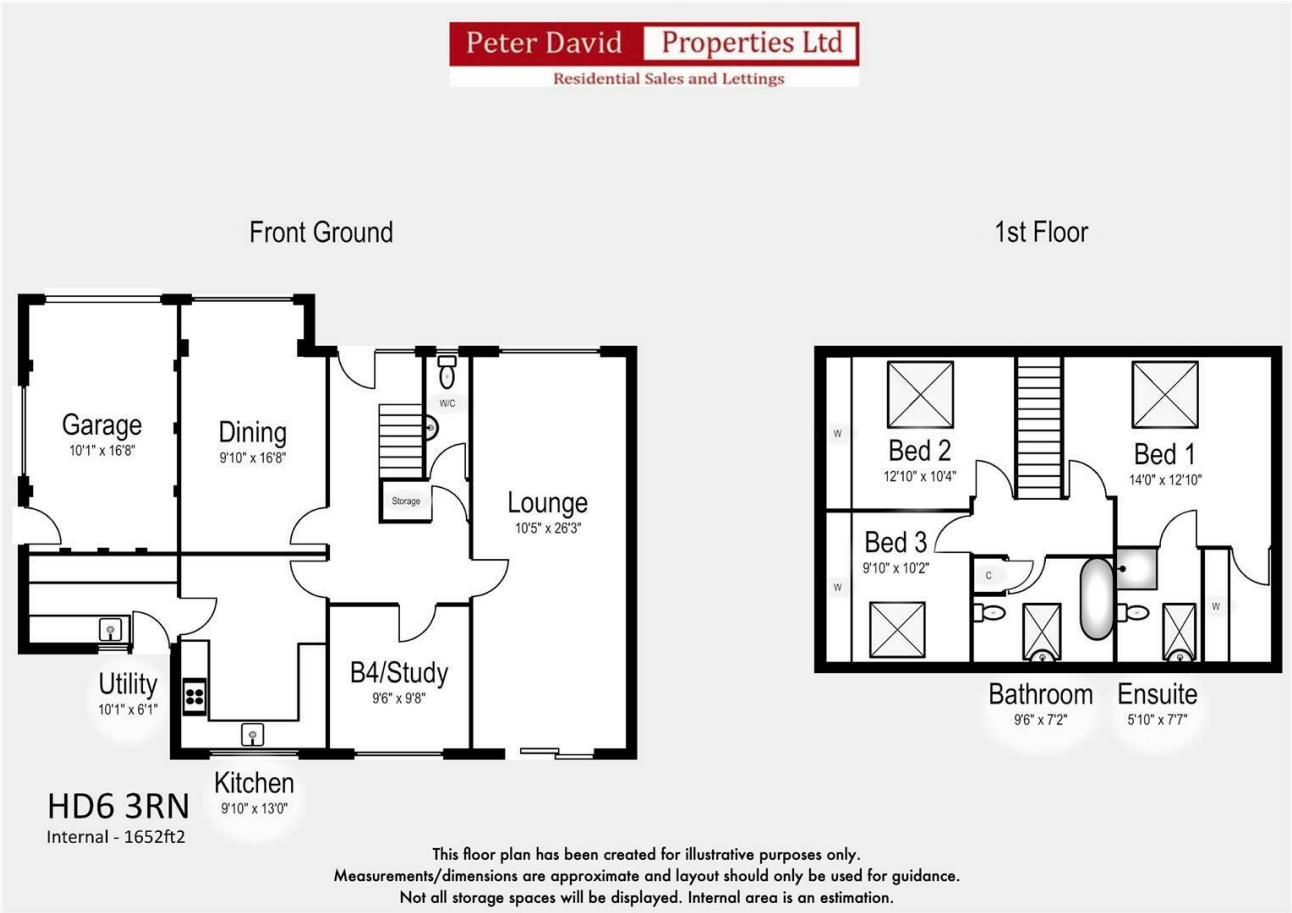 Peter David Properties Ltd
Residential Sales and Lettings
Front Ground
1st Floor
Garage
10'1" x 16'8"
Dining
9'10" x 16'8"
W/C
Storage
Lounge
10'5" x 26'3"
B4/Study
9'6" x 9'8"
Utility
10'1" x 6'1"
Kitchen
9'10" x 13'0"
W
Bed 2
12'10" x 10'4"
Bed 1
14'0" x 12'10"
Bed 3
9'10" x 10'2"
W
C
W
Bathroom
9'6" x 7'2"
Ensuite
5'10" x 7'7"
HD6 3RN
Internal - 1652ft2
This floor plan has been created for illustrative purposes only.
Measurements/dimensions are approximate and layout should only be used for guidance.
Not all storage spaces will be displayed. Internal area is an estimation.